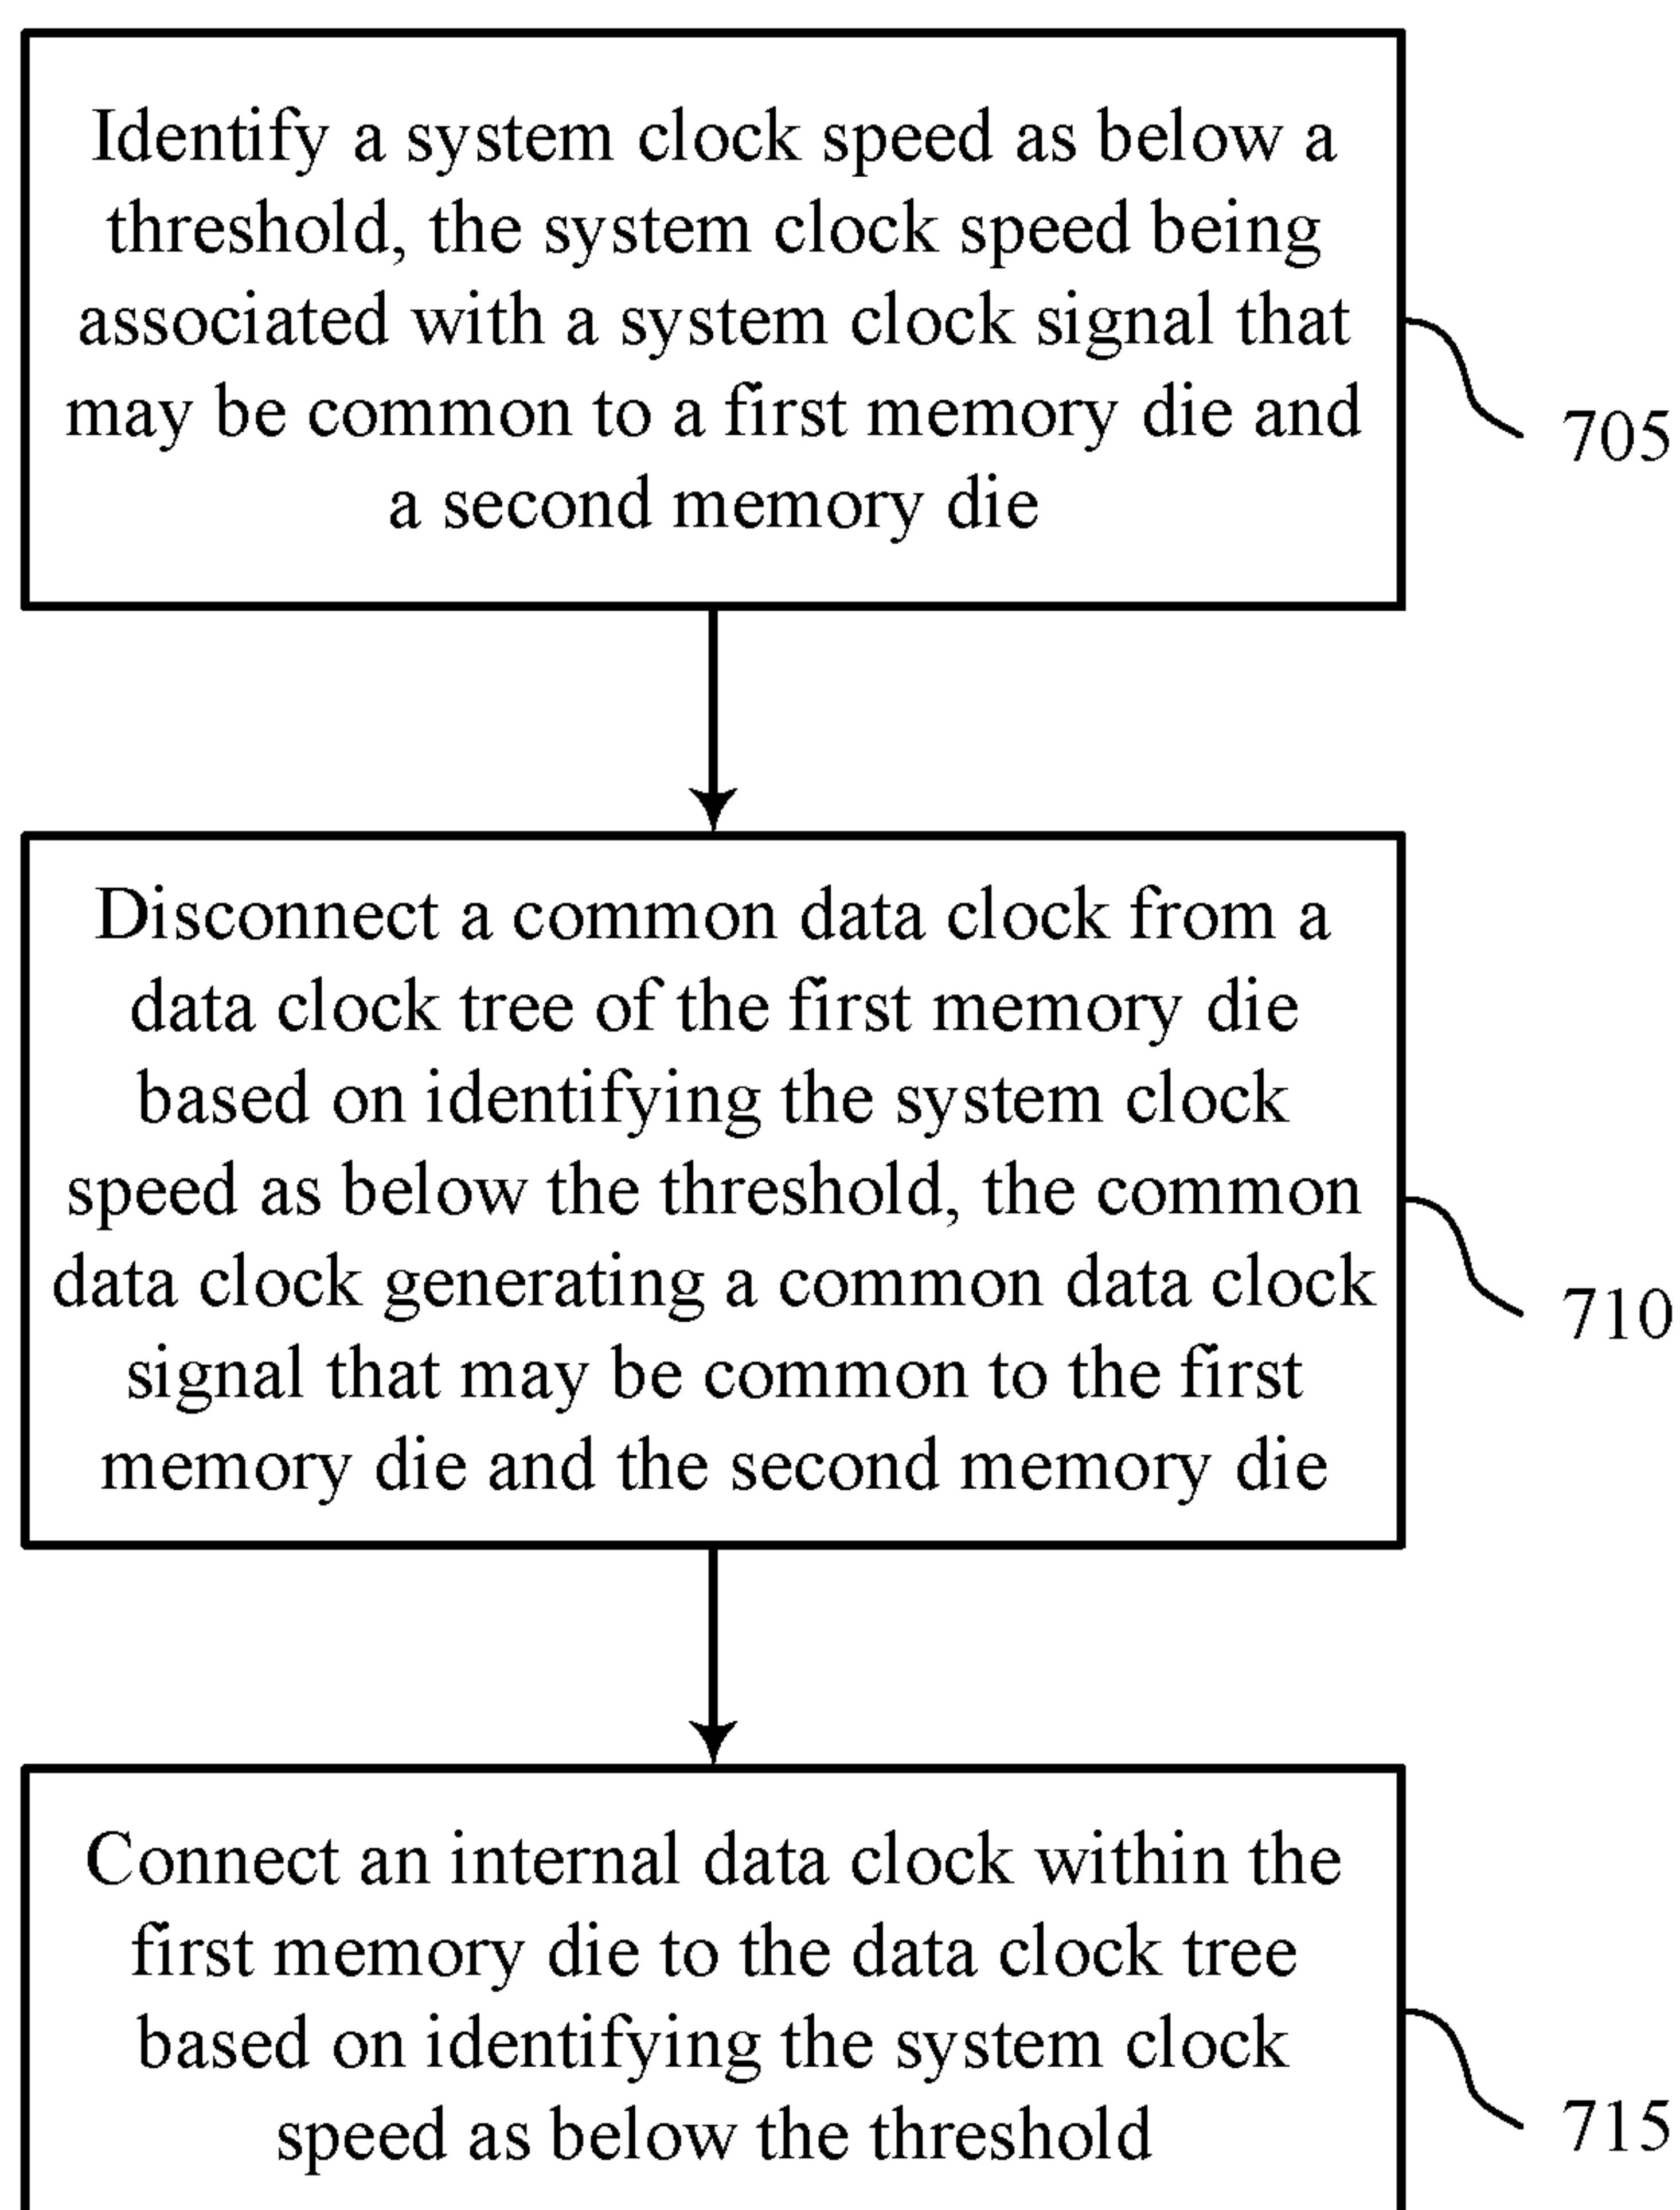 Identify a system clock speed as below a
threshold, the system clock speed being
associated with a system clock signal that
may be common to a first memory die and
a second memory die
705
Disconnect a common data clock from a
data clock tree of the first memory die
based on identifying the system clock
speed as below the threshold, the common
data clock generating a common data clock
signal that may be common to the first
memory die and the second memory die
710
Connect an internal data clock within the
first memory die to the data clock tree
based on identifying the system clock
speed as below the threshold
715